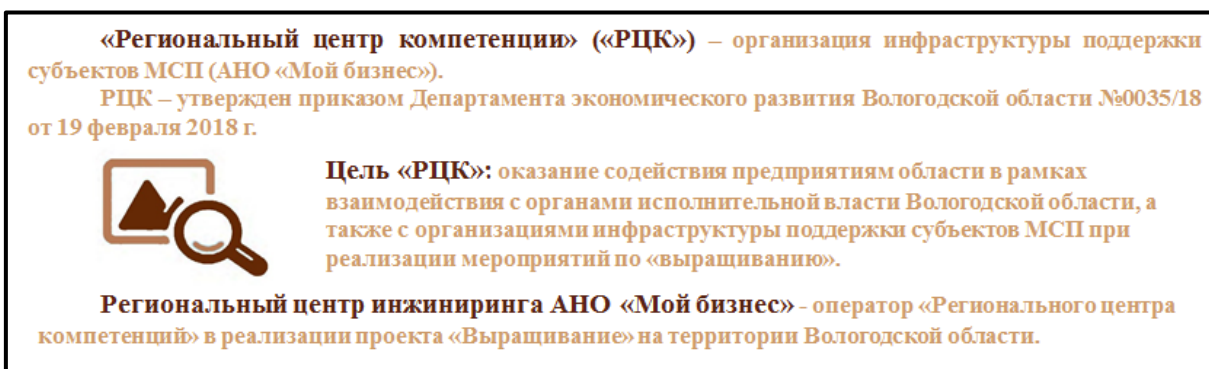 «Региональный центр компетенции» («РЦК») – организация инфраструктуры поддержки
субъектов МСП (АНО «Мой бизнес»).
РЦК – утвержден приказом Департамента экономического развития Вологодской области №0035/18
от 19 февраля 2018 г.
Цель «РЦК»: оказание содействия предприятиям области в рамках
взаимодействия с органами исполнительной власти Вологодской области, а
также с организациями инфраструктуры поддержки субъектов МСП при
реализации мероприятий по «выращиванию».
Региональный центр инжиниринга АНО «Мой бизнес» - оператор «Регионального центра
компетенций» в реализации проекта «Выращивание» на территории Вологодской области.